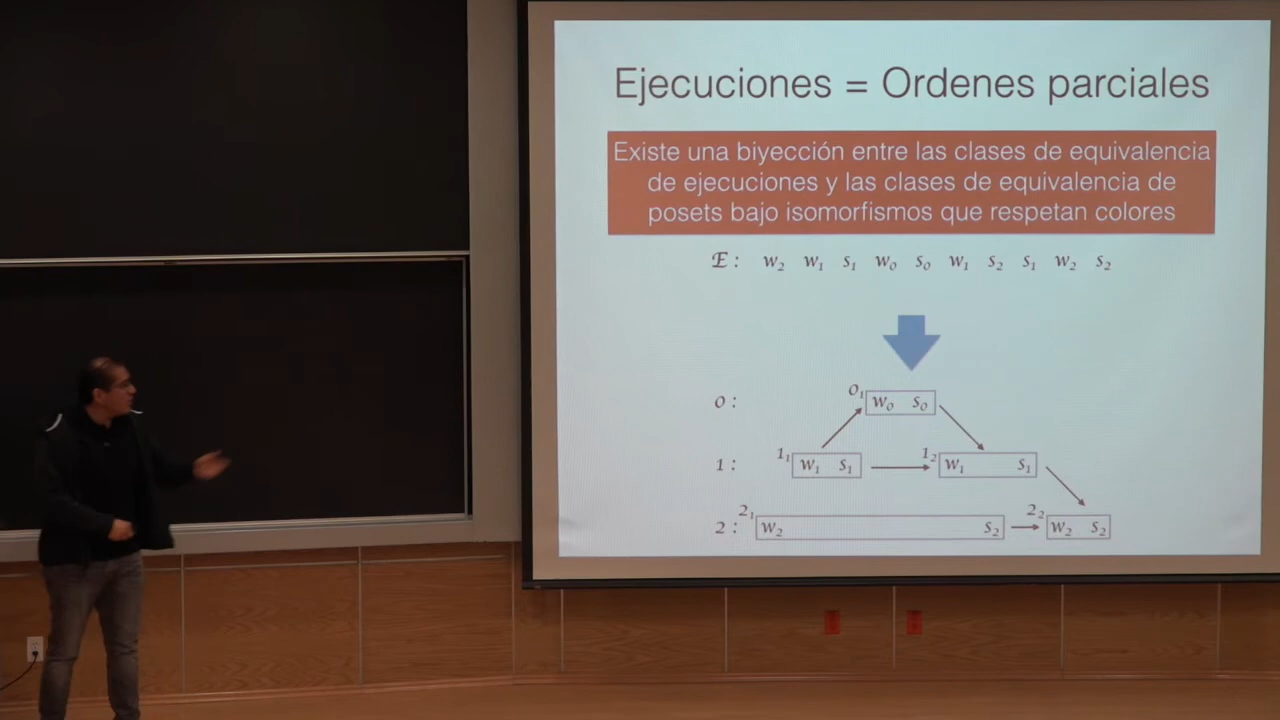 Ejecuciones = Ordenes parciales
Existe una biyección entre las clases de equivalencia
de ejecuciones y las clases de equivalencia de
posets bajo isomorfismos que respetan colores
E : w₂ w₁ s₁ w₀ s₀ w₁ s₂ s₁ w₂ s₂
0 : 0₁ w₀ s₀
1 : 1₁ w₁ s₁ 1₂ w₁ s₁
2 : 2₁ w₂ s₂ 2₂ w₂ s₂